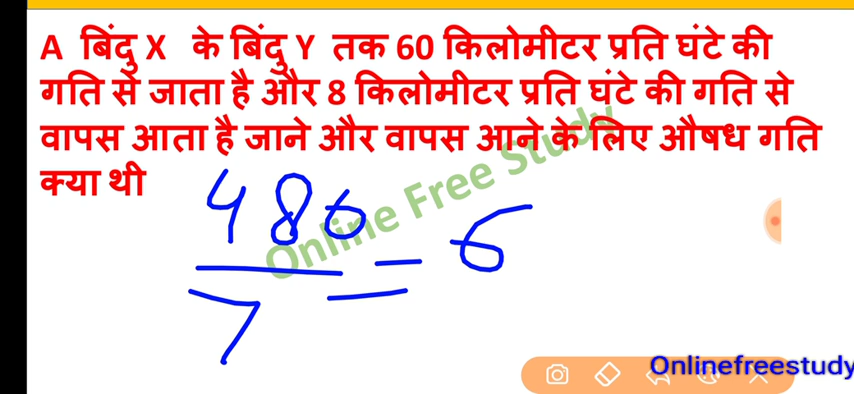 A बिंदु X के बिंदु Y तक 60 किलोमीटर प्रति घंटे की
गति से जाता है और 8 किलोमीटर प्रति घंटे की गति से
वापस आता है जाने और वापस आने के लिए औषध गति
क्या थी
Online Free Study
480
7
= 6
Onlinefreestudy